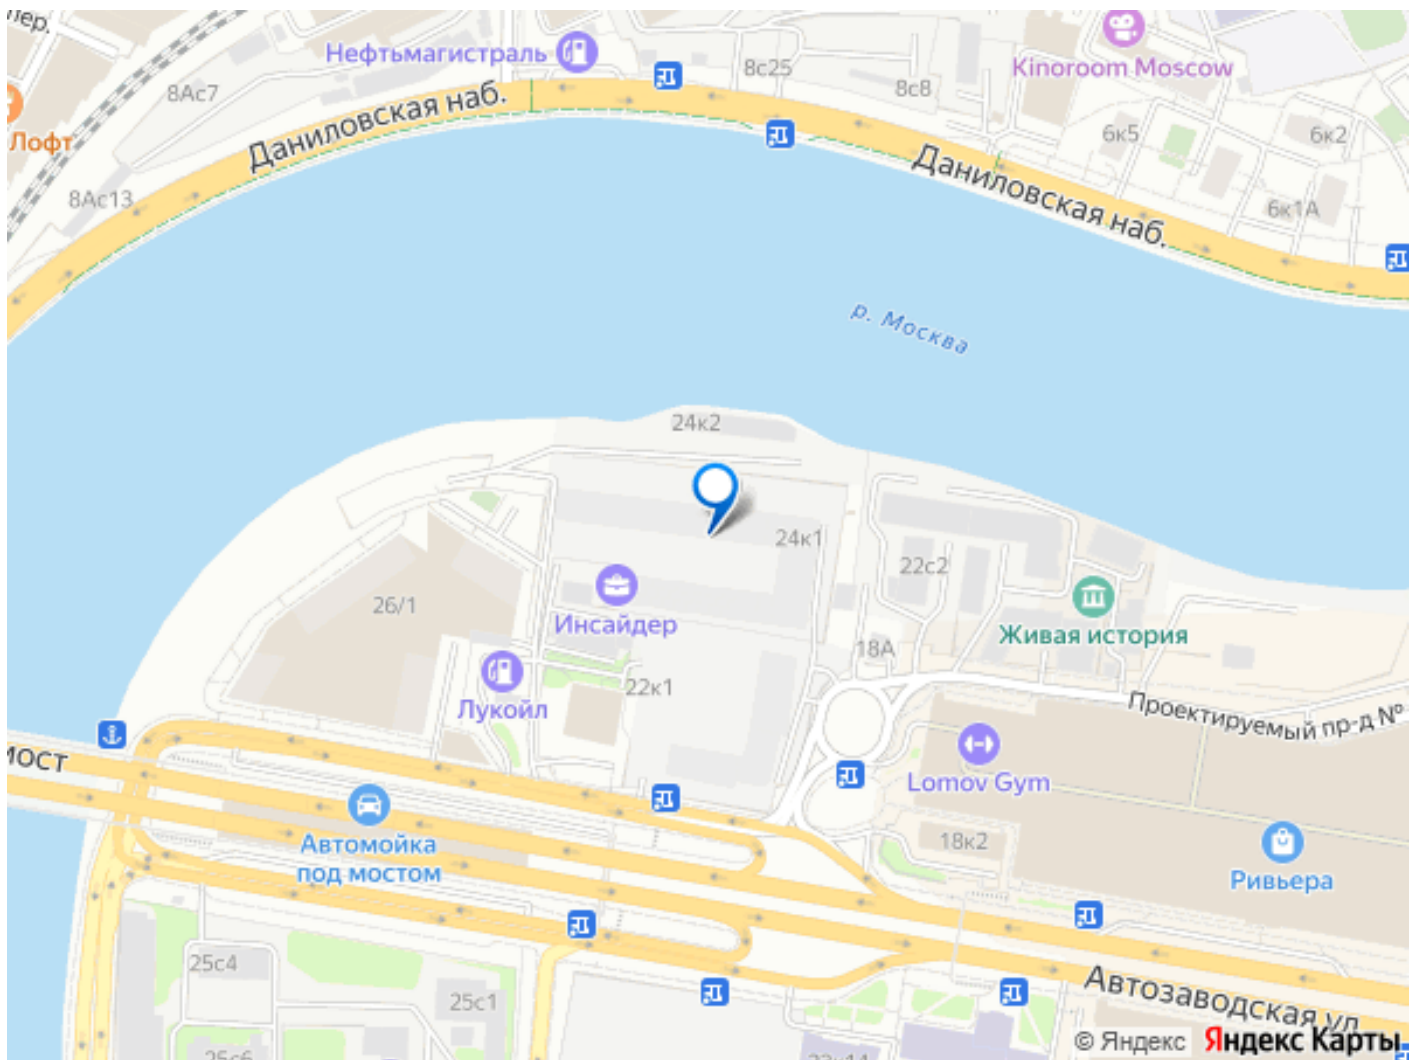 пер.
Нефтьмагистраль
8с25
Kinoroom Moscow
8Ас7
8с8
Даниловская наб.
6к5
6к2
Лофт
Даниловская наб.
8Ас13
6к1А
р. Москва
24к2
24к1
22с2
26/1
Инсайдер
Живая история
18А
22к1
Лукойл
Проектируемый пр-д №
мост
Lomov Gym
Автомойка
под мостом
18к2
Ривьера
25с4
25с1
Автозаводская ул.
25с6
© Яндекс Яндекс Карты